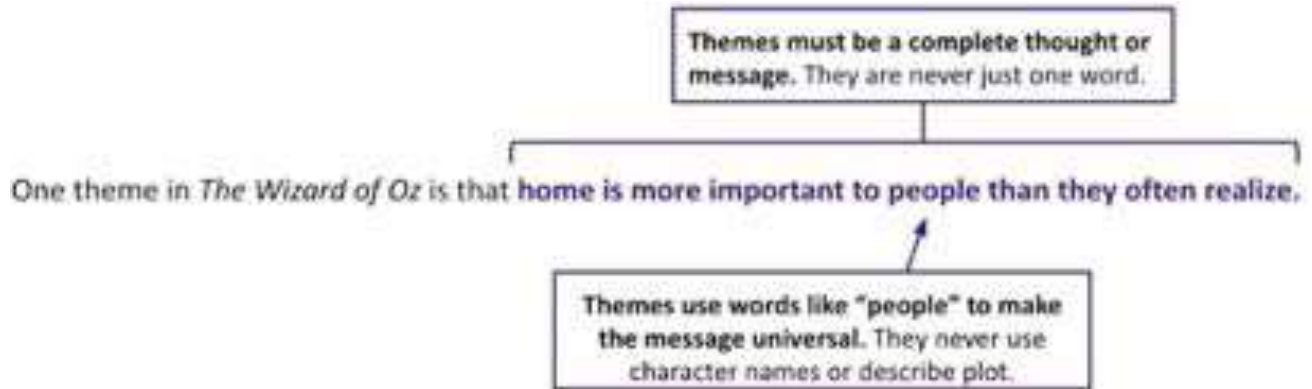 Themes must be a complete thought or
message. They are never just one word.
One theme in The Wizard of Oz is that home is more important to people than they often realize.
Themes use words like "people" to make
the message universal. They never use
character names or describe plot.